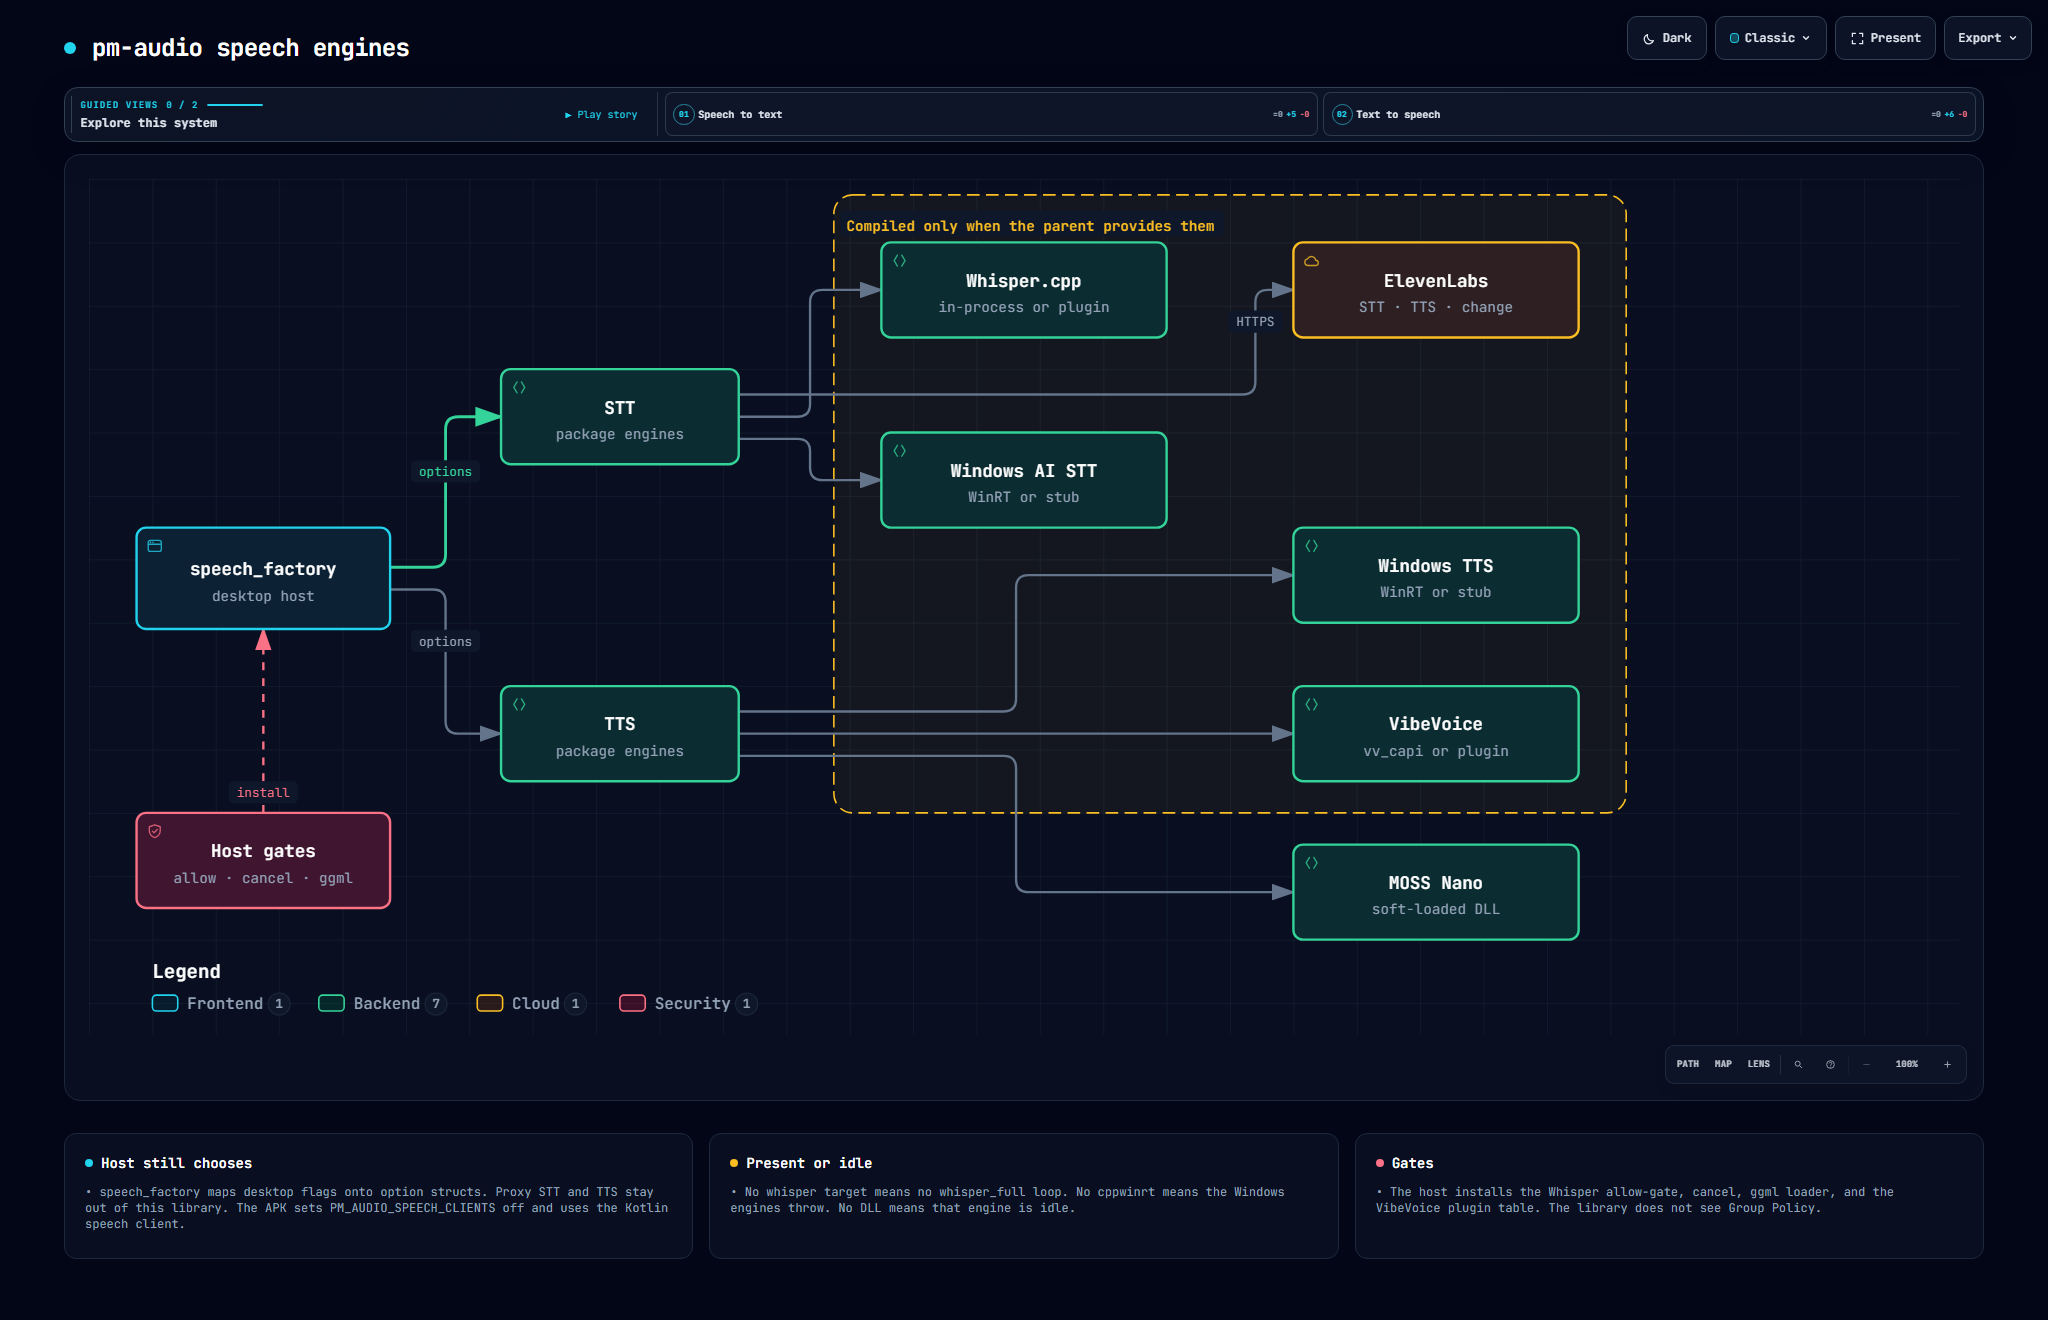 pm-audio speech engines
Dark
Classic
Present
Export
GUIDED VIEWS 0 / 2
Explore this system
▶ Play story
01 Speech to text
=0 +5 -0
02 Text to speech
=0 +6 -0
Compiled only when the parent provides them
Whisper.cpp
in-process or plugin
ElevenLabs
STT · TTS · change
HTTPS
STT
package engines
Windows AI STT
WinRT or stub
options
speech_factory
desktop host
Windows TTS
WinRT or stub
options
TTS
package engines
VibeVoice
vv_capi or plugin
install
Host gates
allow · cancel · ggml
MOSS Nano
soft-loaded DLL
Legend
Frontend 1
Backend 7
Cloud 1
Security 1
PATH
MAP
LENS
100%
Host still chooses
• speech_factory maps desktop flags onto option structs. Proxy STT and TTS stay
out of this library. The APK sets PM_AUDIO_SPEECH_CLIENTS off and uses the Kotlin
speech client.
Present or idle
• No whisper target means no whisper_full loop. No cppwinrt means the Windows
engines throw. No DLL means that engine is idle.
Gates
• The host installs the Whisper allow-gate, cancel, ggml loader, and the
VibeVoice plugin table. The library does not see Group Policy.